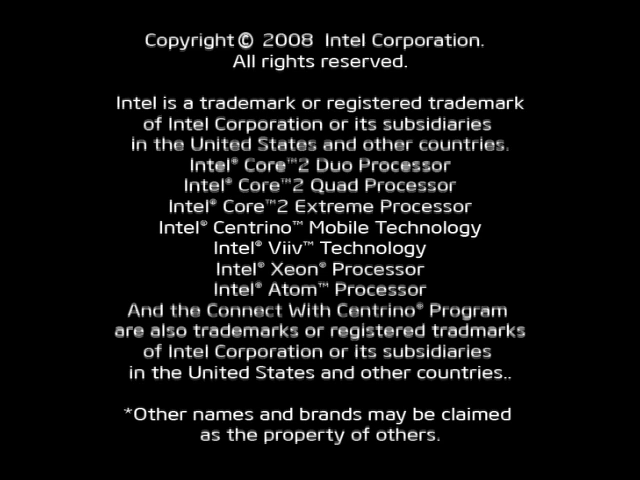 Copyright© 2008 Intel Corporation.
All rights reserved.
Intel is a trademark or registered trademark
of Intel Corporation or its subsidiaries
in the United States and other countries.
Intel® Core™2 Duo Processor
Intel® Core™2 Quad Processor
Intel® Core™2 Extreme Processor
Intel® Centrino™ Mobile Technology
Intel® Viiv™ Technology
Intel® Xeon® Processor
Intel® Atom™ Processor
And the Connect With Centrino® Program
are also trademarks or registered tradmarks
of Intel Corporation or its subsidiaries
in the United States and other countries..
*Other names and brands may be claimed
as the property of others.